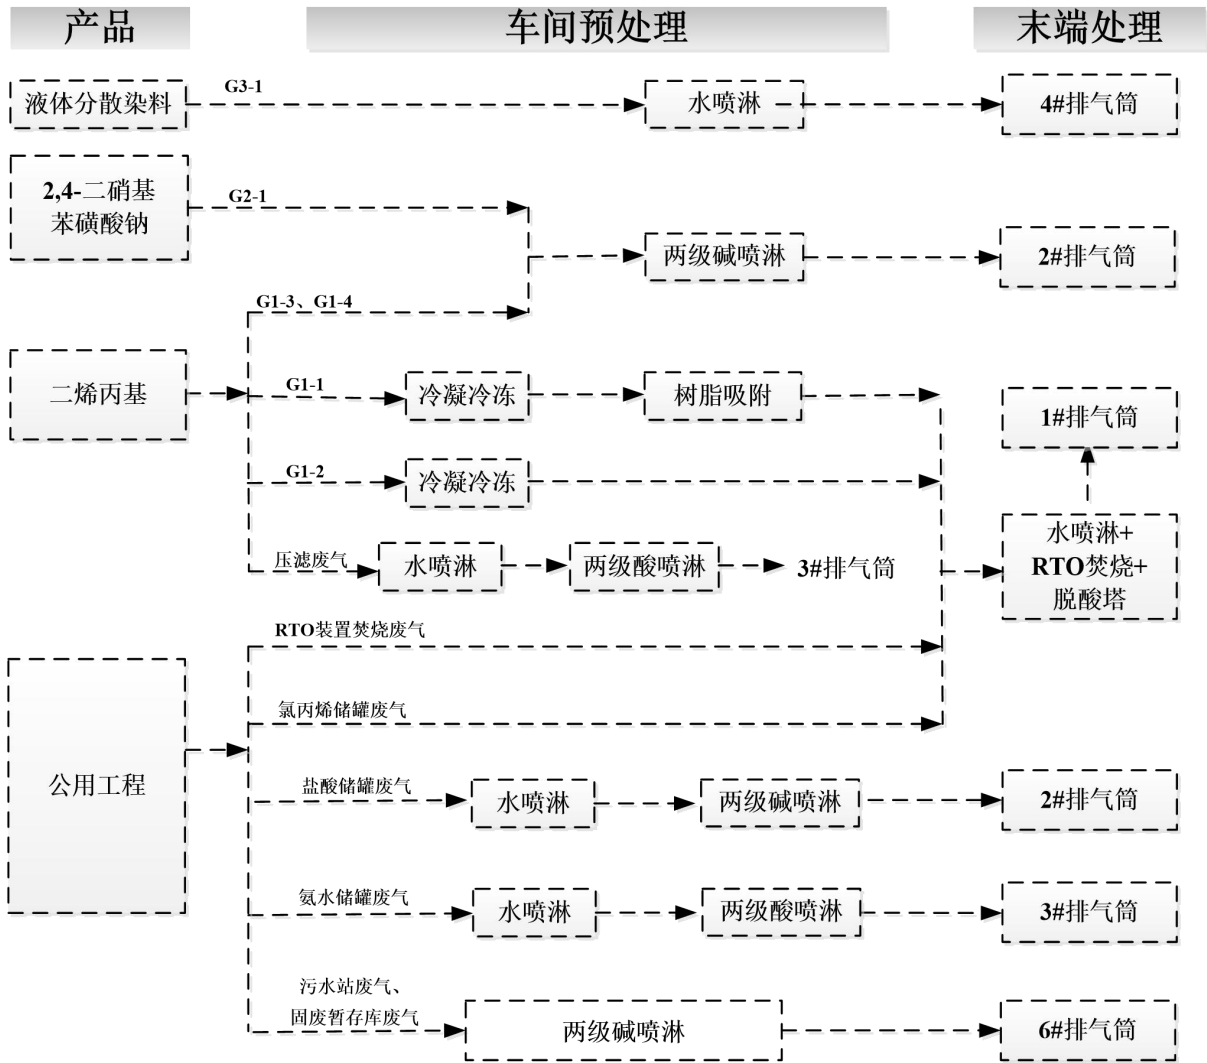 产品
车间预处理
末端处理
液体分散染料
G3-1
水喷淋
4#排气筒
2,4-二硝基
苯磺酸钠
G2-1
两级碱喷淋
2#排气筒
G1-3、G1-4
二烯丙基
G1-1
冷凝冷冻
树脂吸附
1#排气筒
G1-2
冷凝冷冻
压滤废气
水喷淋
两级酸喷淋
3#排气筒
水喷淋+
RTO焚烧+
脱酸塔
RTO装置焚烧废气
氯丙烯储罐废气
公用工程
盐酸储罐废气
水喷淋
两级碱喷淋
2#排气筒
氨水储罐废气
水喷淋
两级酸喷淋
3#排气筒
污水站废气、
固废暂存库废气
两级碱喷淋
6#排气筒